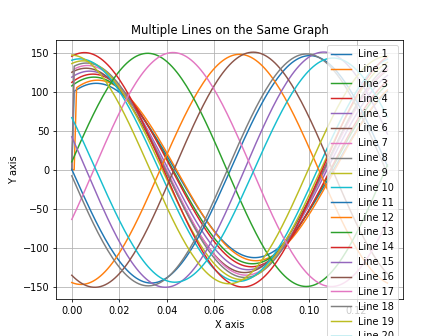 Multiple Lines on the Same Graph
150
100
50
0
−50
−100
−150
Y axis
0.00
0.02
0.04
0.06
0.08
0.10
X axis
Line 1
Line 2
Line 3
Line 4
Line 5
Line 6
Line 7
Line 8
Line 9
Line 10
Line 11
Line 12
Line 13
Line 14
Line 15
Line 16
Line 17
Line 18
Line 19
Line 20